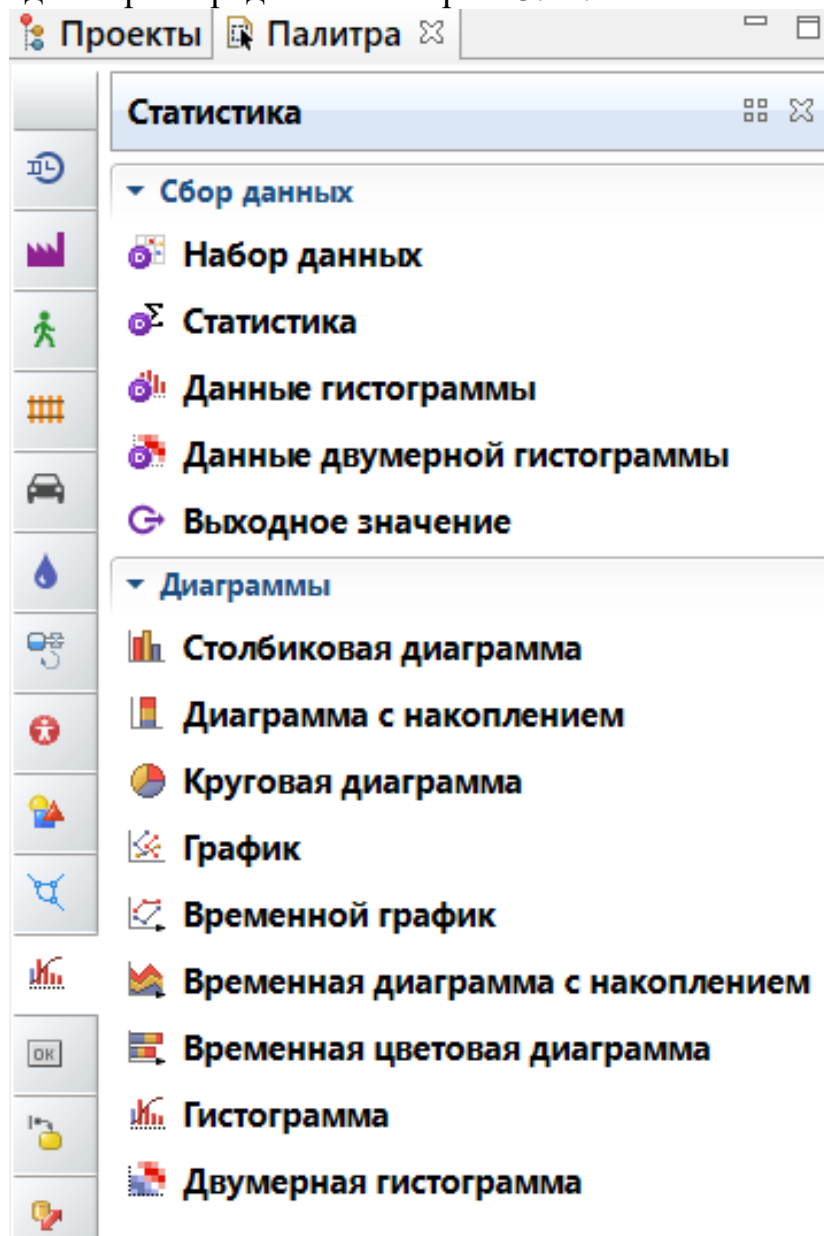 Проекты Палитра
Статистика
Сбор данных
Набор данных
Статистика
Данные гистограммы
Данные двумерной гистограммы
Выходное значение
Диаграммы
Столбиковая диаграмма
Диаграмма с накоплением
Круговая диаграмма
График
Временной график
Временная диаграмма с накоплением
Временная цветовая диаграмма
OK
Гистограмма
Двумерная гистограмма